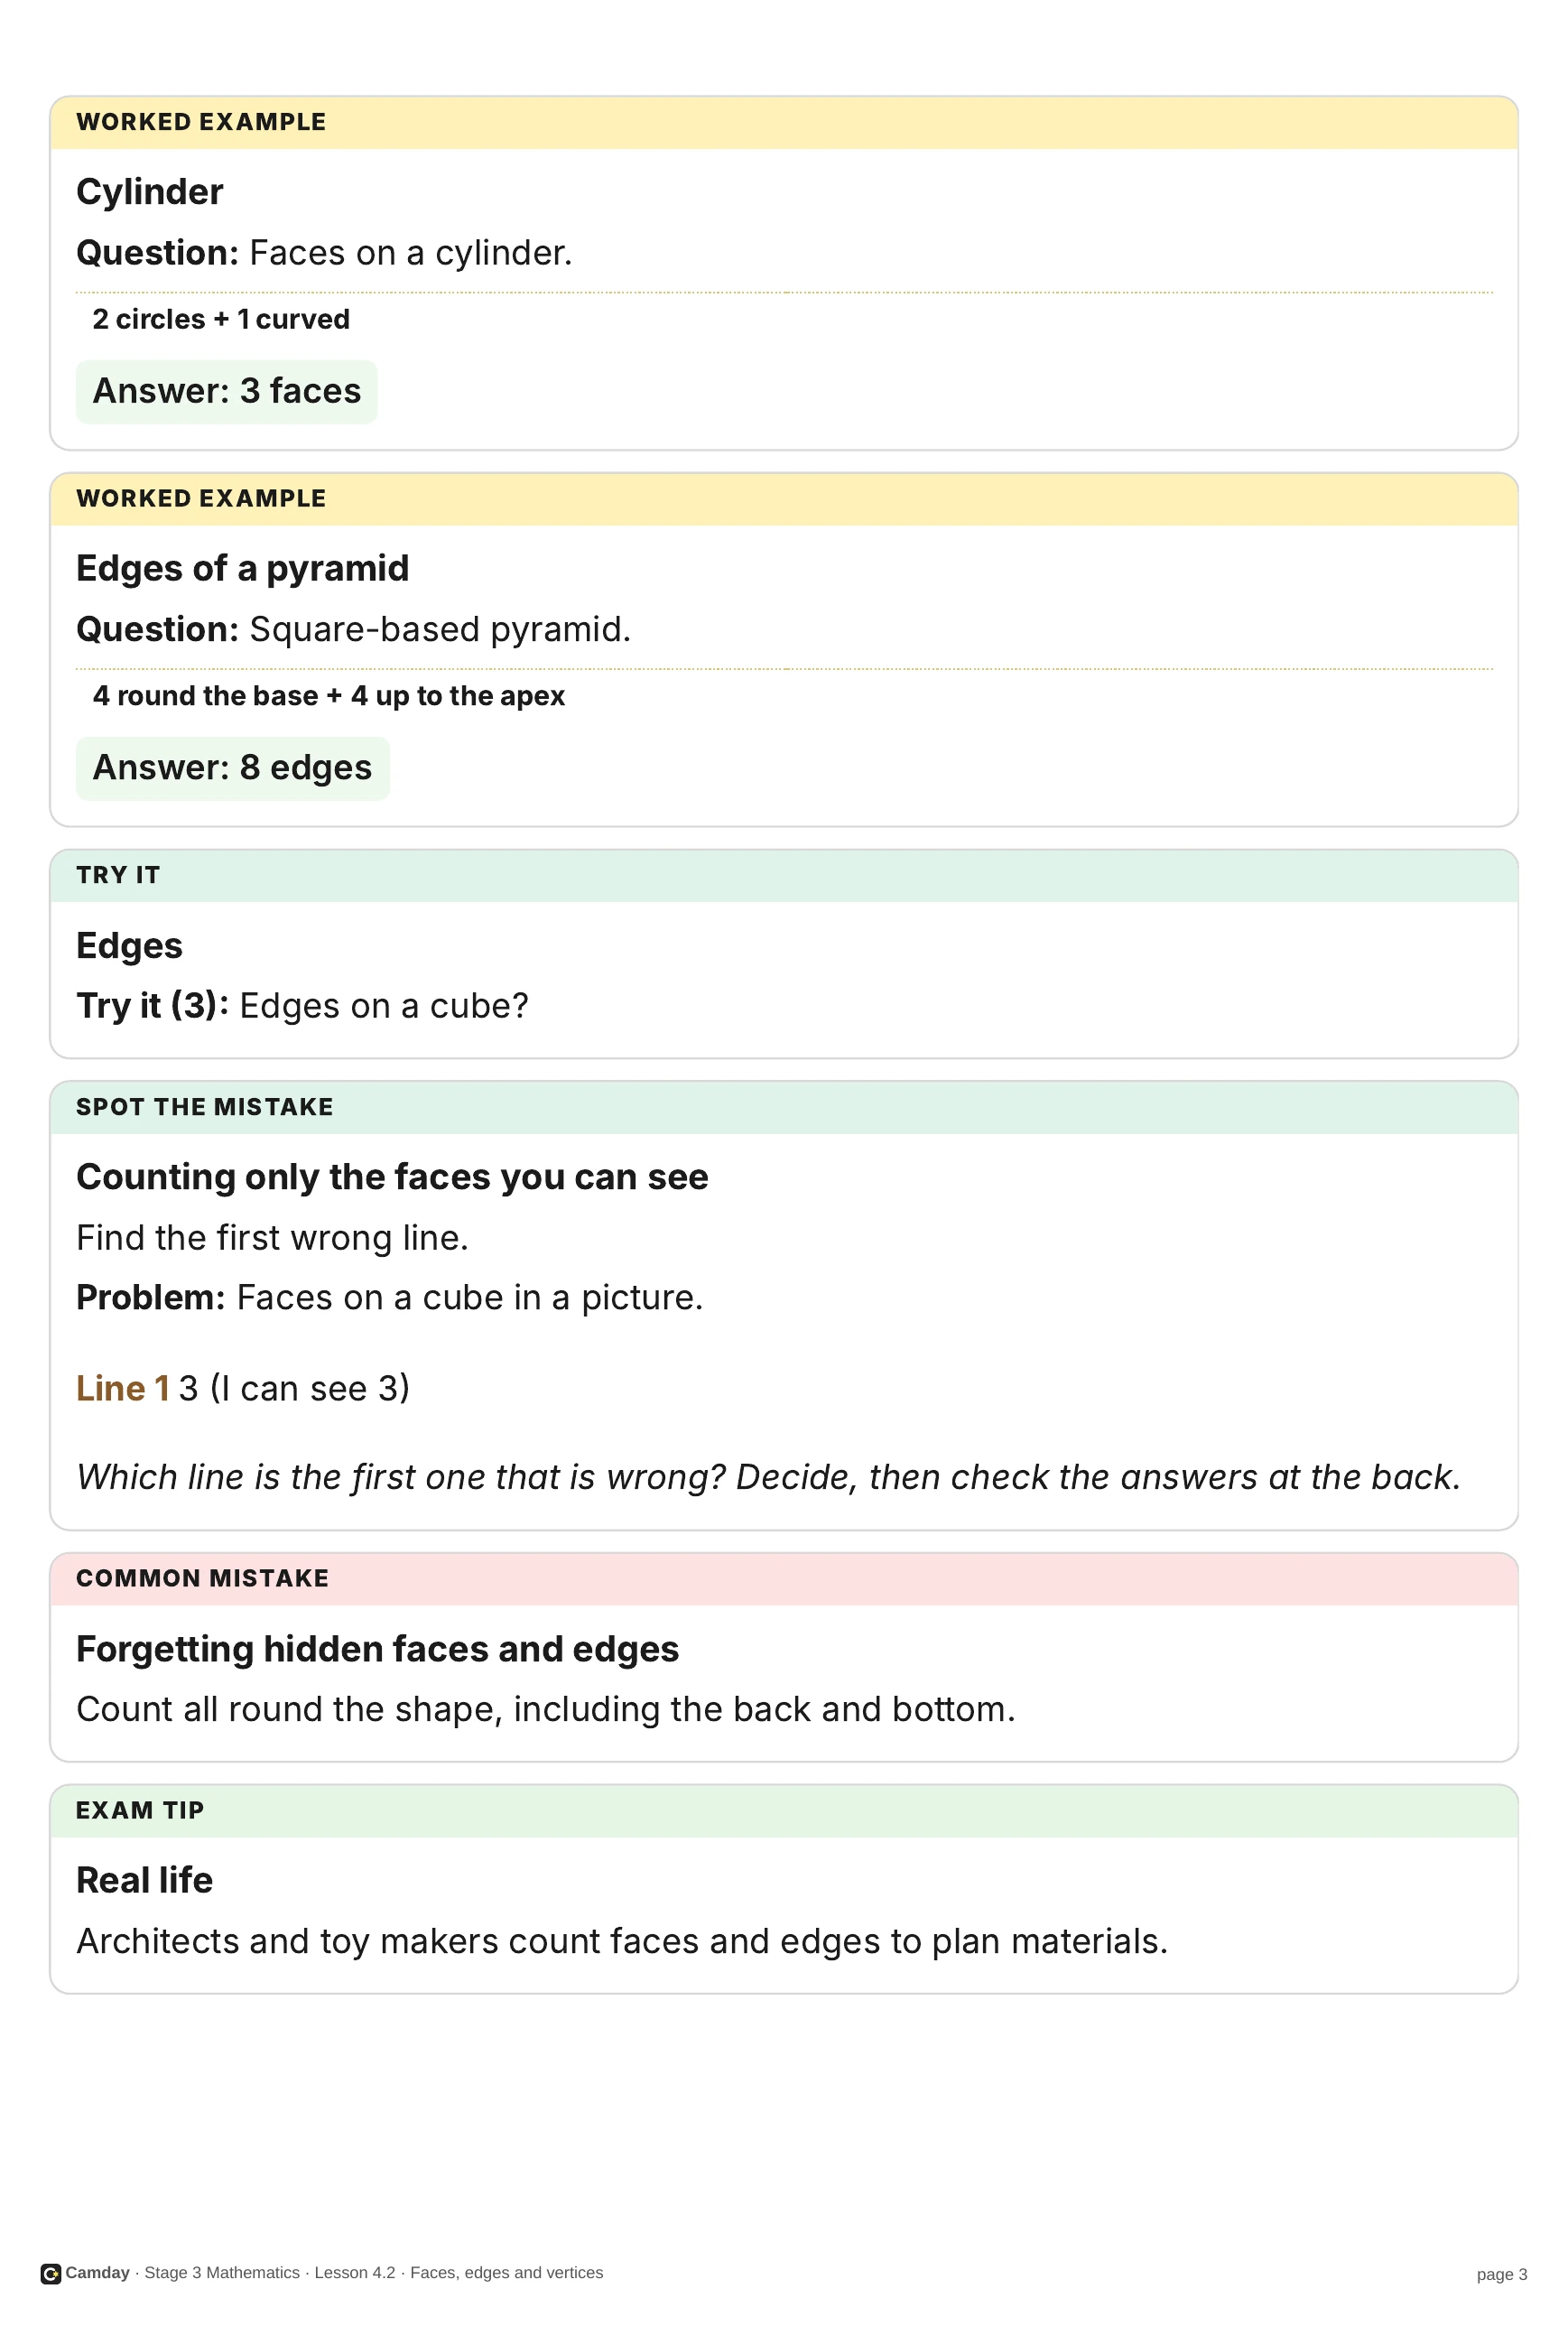 WORKED EXAMPLE
Cylinder
Question: Faces on a cylinder.
2 circles + 1 curved
Answer: 3 faces
WORKED EXAMPLE
Edges of a pyramid
Question: Square-based pyramid.
4 round the base + 4 up to the apex
Answer: 8 edges
TRY IT
Edges
Try it (3): Edges on a cube?
SPOT THE MISTAKE
Counting only the faces you can see
Find the first wrong line.
Problem: Faces on a cube in a picture.
Line 1 3 (I can see 3)
Which line is the first one that is wrong? Decide, then check the answers at the back.
COMMON MISTAKE
Forgetting hidden faces and edges
Count all round the shape, including the back and bottom.
EXAM TIP
Real life
Architects and toy makers count faces and edges to plan materials.
Camday · Stage 3 Mathematics · Lesson 4.2 · Faces, edges and vertices
page 3